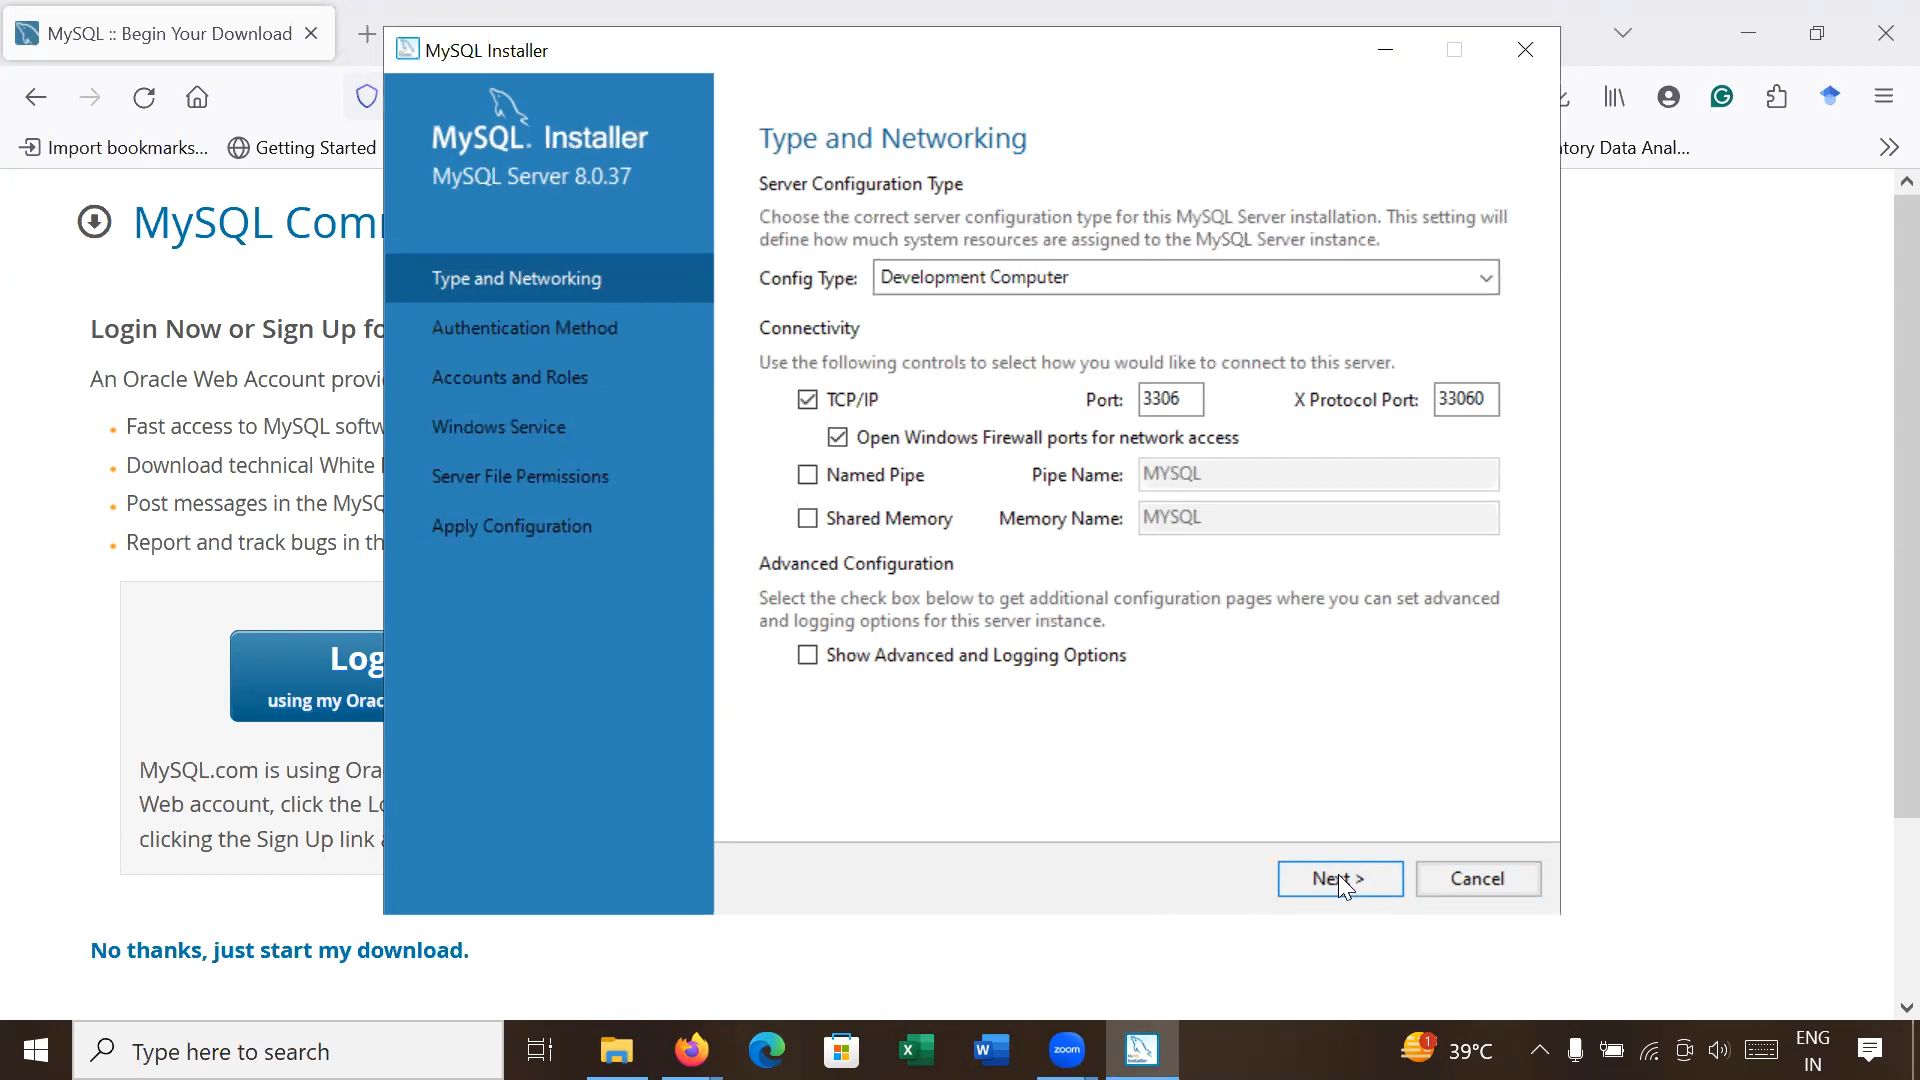 MySQL :: Begin Your Download
MySQL Installer
Import bookmarks...
Getting Started
tory Data Anal...
MySQL Com
Login Now or Sign Up fo
An Oracle Web Account provi
Fast access to MySQL softw
Download technical White
Post messages in the MySQ
Report and track bugs in th
Log
using my Orac
MySQL.com is using Ora
Web account, click the Lo
clicking the Sign Up link
No thanks, just start my download.
MySQL. Installer
MySQL Server 8.0.37
Type and Networking
Authentication Method
Accounts and Roles
Windows Service
Server File Permissions
Apply Configuration
Type and Networking
Server Configuration Type
Choose the correct server configuration type for this MySQL Server installation. This setting will
define how much system resources are assigned to the MySQL Server instance.
Config Type: Development Computer
Connectivity
Use the following controls to select how you would like to connect to this server.
TCP/IP Port: 3306 X Protocol Port: 33060
Open Windows Firewall ports for network access
Named Pipe Pipe Name: MYSQL
Shared Memory Memory Name: MYSQL
Advanced Configuration
Select the check box below to get additional configuration pages where you can set advanced
and logging options for this server instance.
Show Advanced and Logging Options
Next > Cancel
Type here to search
zoom
1
39°C
ENG
IN